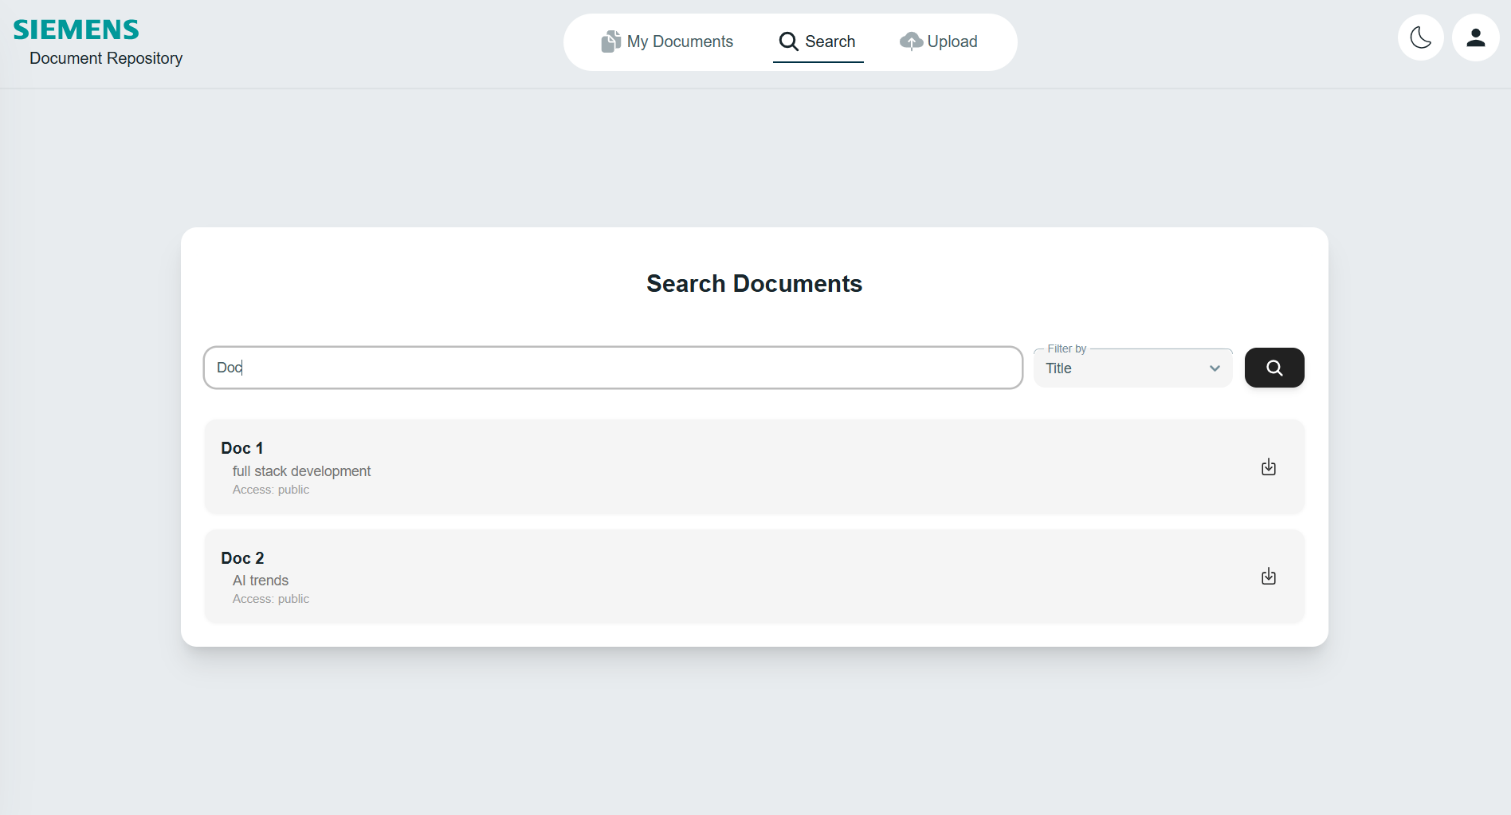 SIEMENS
Document Repository
My Documents
Search
Upload
Search Documents
Doc
Filter by
Title
Doc 1
full stack development
Access: public
Doc 2
AI trends
Access: public